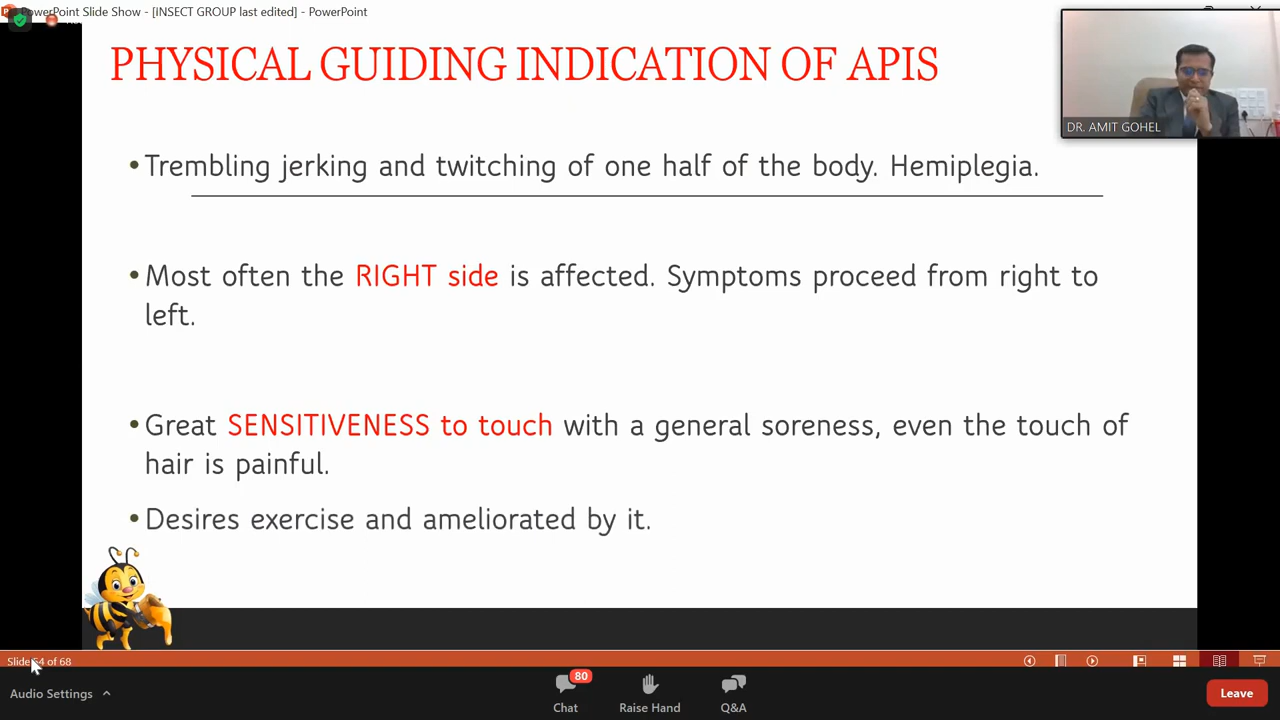 PowerPoint Slide Show - [INSECT GROUP last edited] - PowerPoint
PHYSICAL GUIDING INDICATION OF APIS
DR. AMIT GOHEL
•Trembling jerking and twitching of one half of the body. Hemiplegia.
•Most often the RIGHT side is affected. Symptoms proceed from right to
left.
•Great SENSITIVENESS to touch with a general soreness, even the touch of
hair is painful.
•Desires exercise and ameliorated by it.
Slide 64 of 68
Audio Settings
80
Chat
Raise Hand
Q&A
Leave